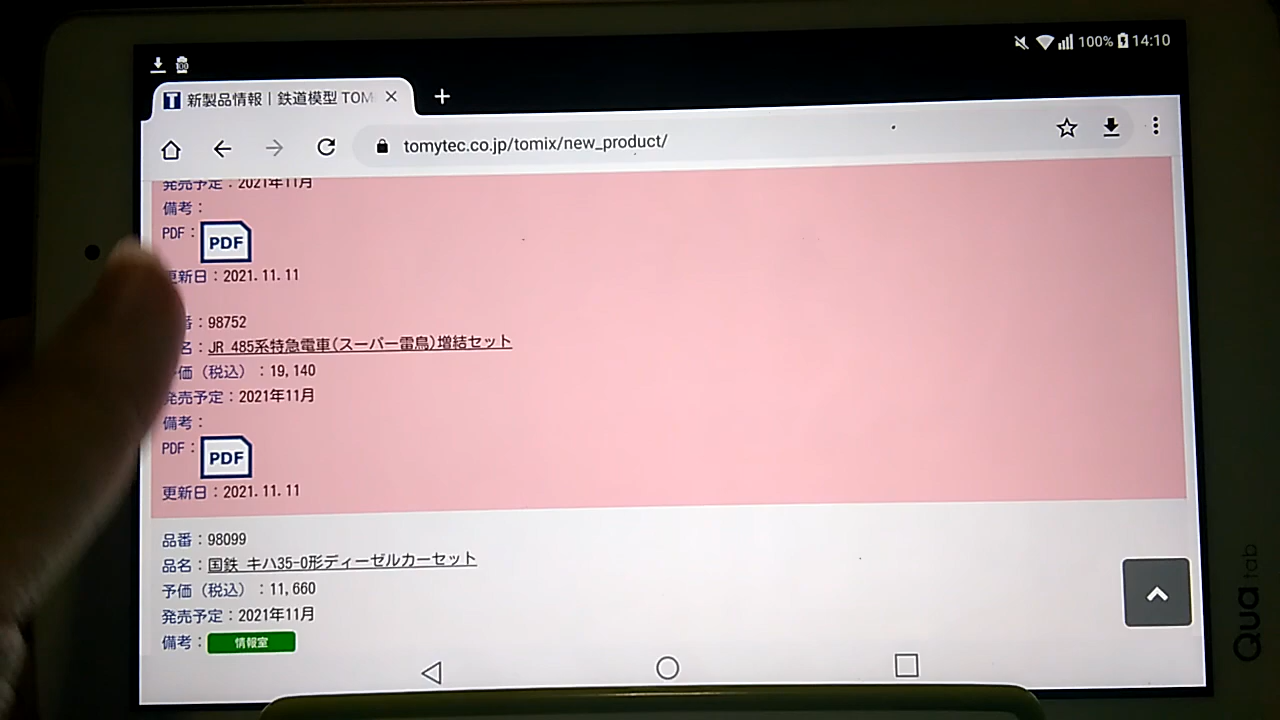 100% 14:10
新製品情報 | 鉄道模型 TOM
tomytec.co.jp/tomix/new_product/
発売予定：2021年11月
備考：
PDF：PDF
更新日：2021.11.11
番：98752
名：JR 485系特急電車(スーパー雷鳥)増結セット
価（税込）：19,140
発売予定：2021年11月
備考：
PDF：PDF
更新日：2021.11.11
品番：98099
品名：国鉄 キハ35-0形ディーゼルカーセット
予価（税込）：11,660
発売予定：2021年11月
備考：情報室
Qua tab